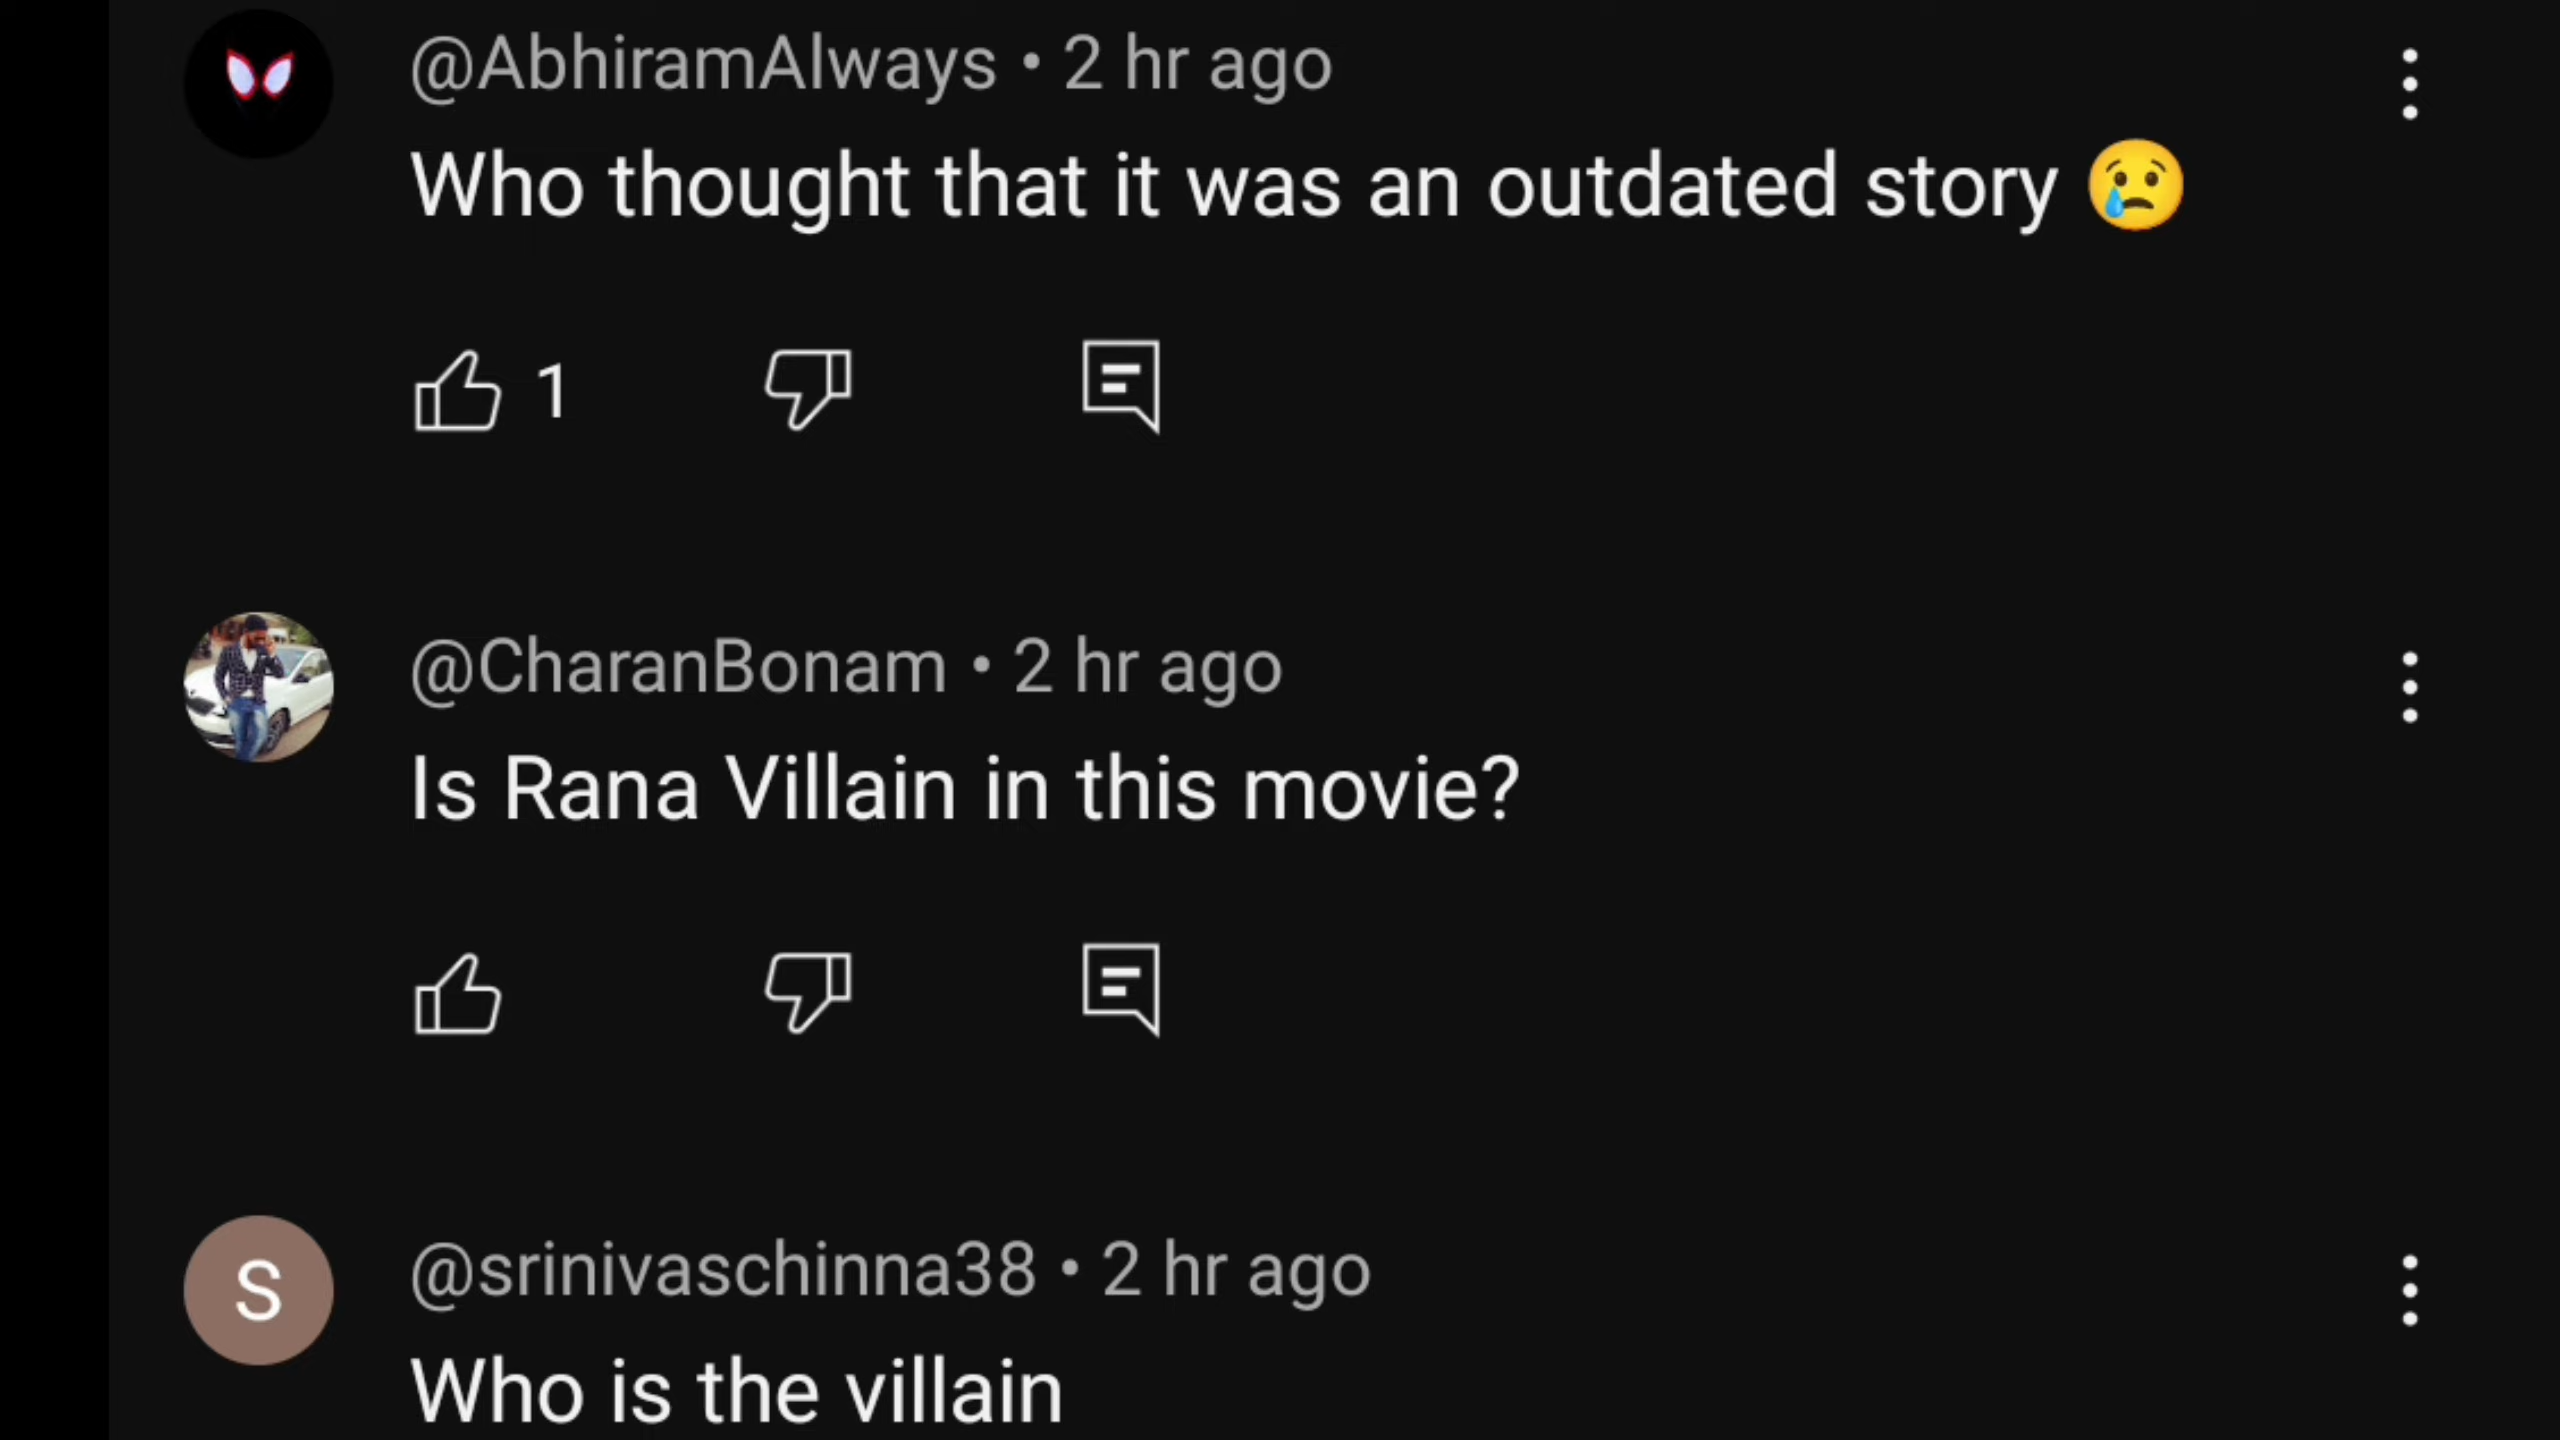 @AbhiramAlways • 2 hr ago
Who thought that it was an outdated story 😢
1
@CharanBonam • 2 hr ago
Is Rana Villain in this movie?
S
@srinivaschinna38 • 2 hr ago
Who is the villain